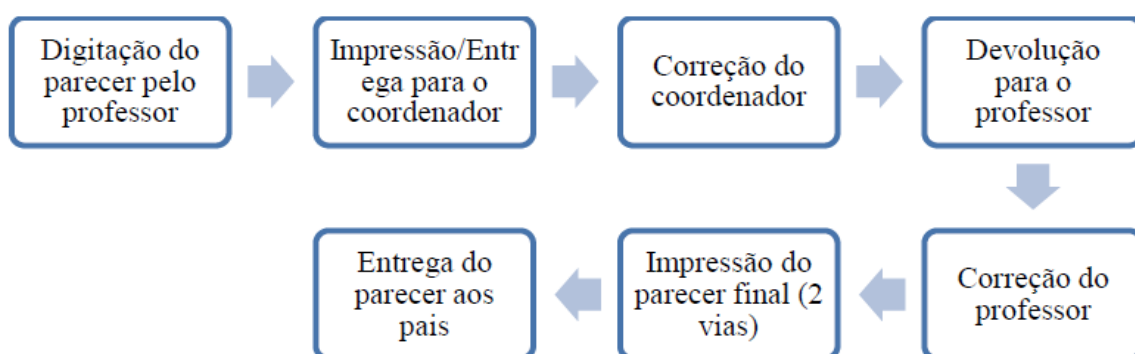 Digitação do
parecer pelo
professor
Impressão/Entr
ega para o
coordenador
Correção do
coordenador
Devolução
para o
professor
Correção do
professor
Impressão do
parecer final (2
vias)
Entrega do
parecer aos
pais